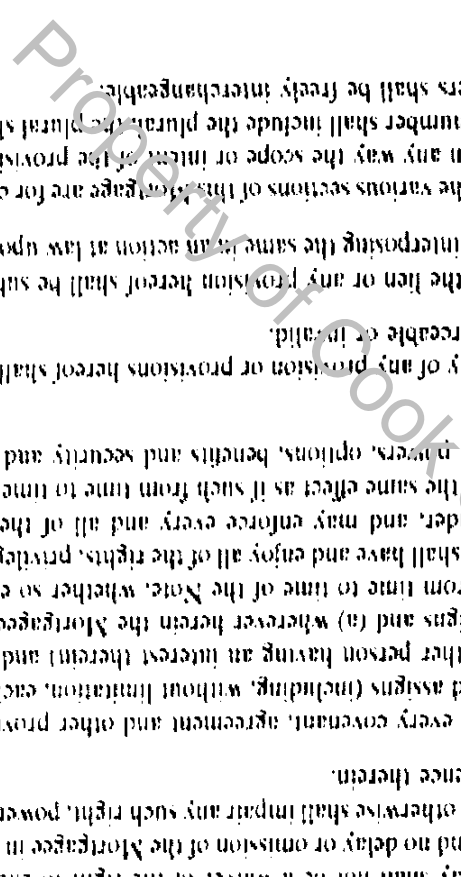 nd no delay or omission of the Mortgagee in
otherwise shall impair any such right, power
ence therein.
every covenant, agreement and other provi
d assigns (including, without limitation, eac
ther person having an interest therein) and
igns and (a) wherever herein the Mortgagee
rom time to time of the Note, whether so e
shall have and enjoy all of the rights, privileg
der, and may enforce every and all of the
the same effect as if such from time to time
powers, options, benefits and security and
y of any provision or provisions hereof shall
rceable or invalid.
the lien or any provision hereof shall be sub
interposing the same in an action at law upo
he various sections of this Mortgage are for c
n any way the scope or intent of the provisi
number shall include the plural, the plural sh
ers shall be freely interchangeable.
Property of Cook